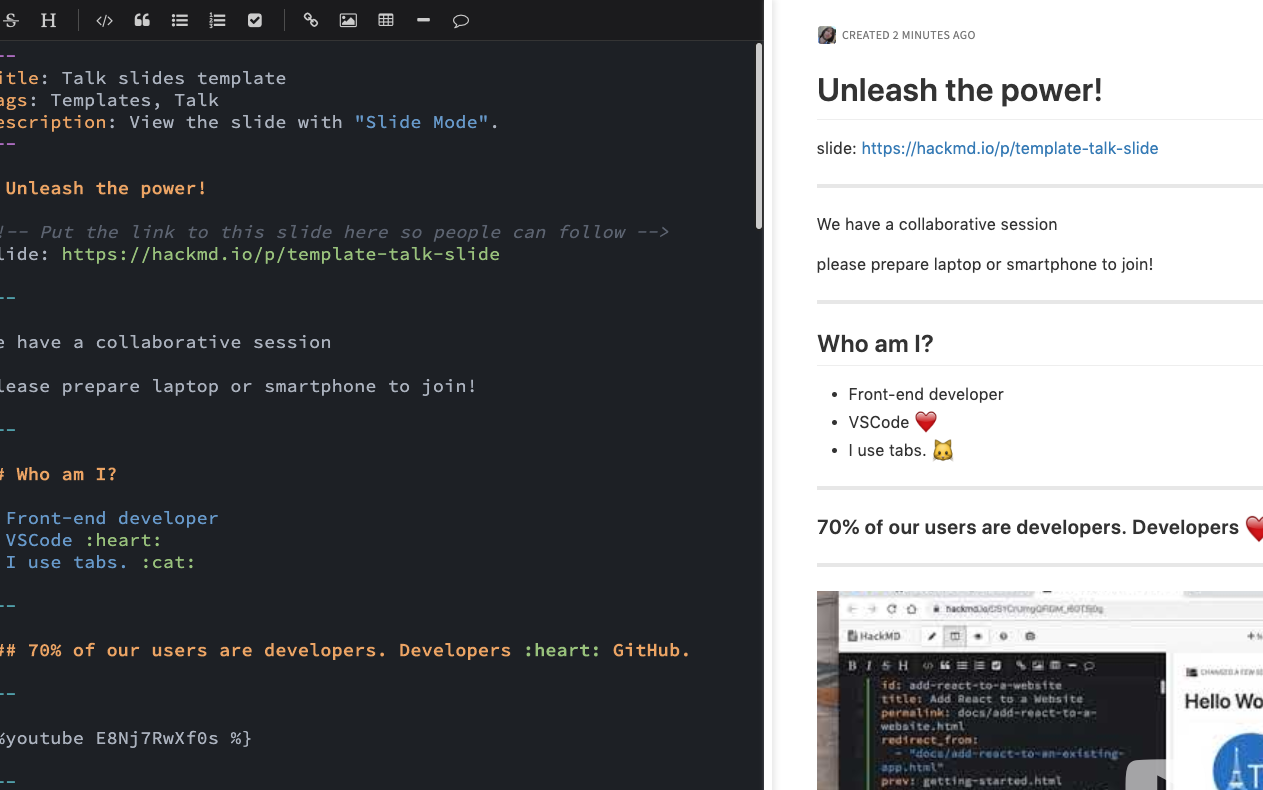 S H
--
itle: Talk slides template
ags: Templates, Talk
escription: View the slide with "Slide Mode".
--
Unleash the power!
!-- Put the link to this slide here so people can follow -->
lide: https://hackmd.io/p/template-talk-slide
--
e have a collaborative session
lease prepare laptop or smartphone to join!
--
# Who am I?
Front-end developer
VSCode :heart:
I use tabs. :cat:
--
## 70% of our users are developers. Developers :heart: GitHub.
--
%youtube E8Nj7RwXf0s %}
--
CREATED 2 MINUTES AGO
Unleash the power!
slide: https://hackmd.io/p/template-talk-slide
We have a collaborative session
please prepare laptop or smartphone to join!
Who am I?
• Front-end developer
• VSCode ❤️
• I use tabs. 🐱
70% of our users are developers. Developers ❤️
HackMD
B I S H
CHANGED A FEW
id: add-react-to-a-website
title: Add React to a Website
permalink: docs/add-react-to-a-
website.html
redirect_from:
- "docs/add-react-to-an-existing-
app.html"
prev: getting-started.html
Hello Wo